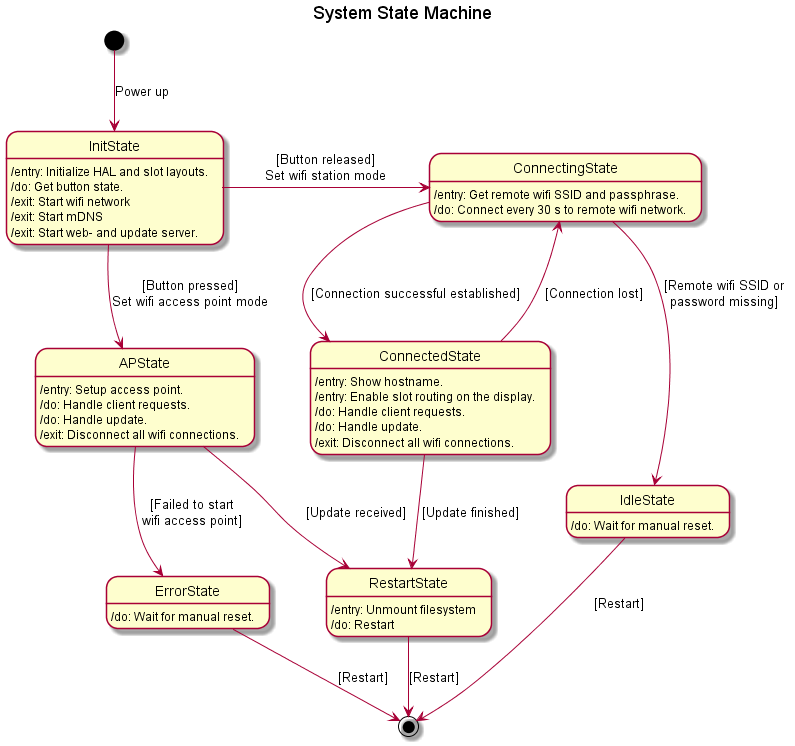 System State Machine
Power up
InitState
/entry: Initialize HAL and slot layouts.
/do: Get button state.
/exit: Start wifi network
/exit: Start mDNS
/exit: Start web- and update server.
[Button released]
Set wifi station mode
ConnectingState
/entry: Get remote wifi SSID and passphrase.
/do: Connect every 30 s to remote wifi network.
[Button pressed]
Set wifi access point mode
[Connection successful established]
[Connection lost]
[Remote wifi SSID or
password missing]
APState
/entry: Setup access point.
/do: Handle client requests.
/do: Handle update.
/exit: Disconnect all wifi connections.
ConnectedState
/entry: Show hostname.
/entry: Enable slot routing on the display.
/do: Handle client requests.
/do: Handle update.
/exit: Disconnect all wifi connections.
[Failed to start
wifi access point]
[Update received]
[Update finished]
IdleState
/do: Wait for manual reset.
ErrorState
/do: Wait for manual reset.
RestartState
/entry: Unmount filesystem
/do: Restart
[Restart]
[Restart]
[Restart]